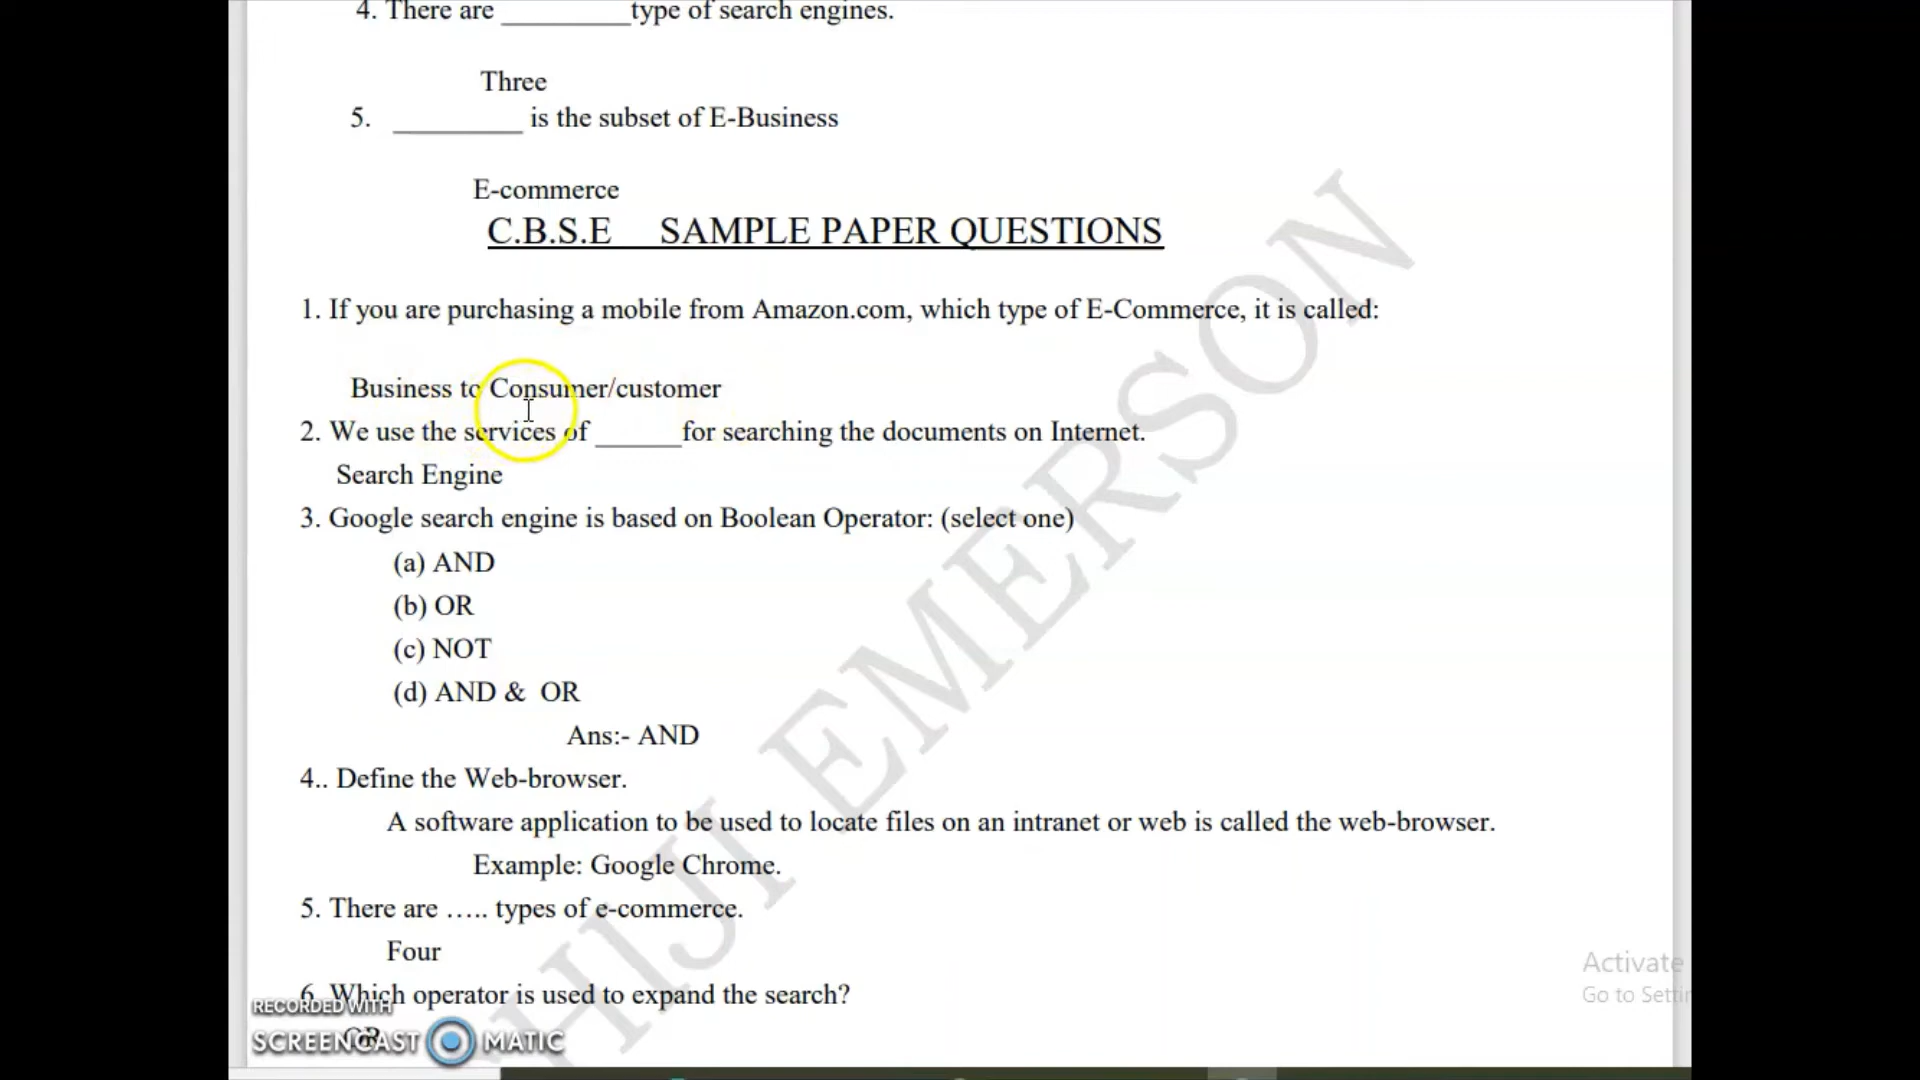 4. There are _________type of search engines.
Three
5. _________ is the subset of E-Business
E-commerce
C.B.S.E SAMPLE PAPER QUESTIONS
1. If you are purchasing a mobile from Amazon.com, which type of E-Commerce, it is called:
Business to Consumer/customer
2. We use the services of ______for searching the documents on Internet.
Search Engine
3. Google search engine is based on Boolean Operator: (select one)
(a) AND
(b) OR
(c) NOT
(d) AND & OR
Ans:- AND
4.. Define the Web-browser.
A software application to be used to locate files on an intranet or web is called the web-browser.
Example: Google Chrome.
5. There are ….. types of e-commerce.
Four
6. Which operator is used to expand the search?
OR
EMERSON
Activate
Go to Settin
RECORDED WITH
SCREENCAST MATIC